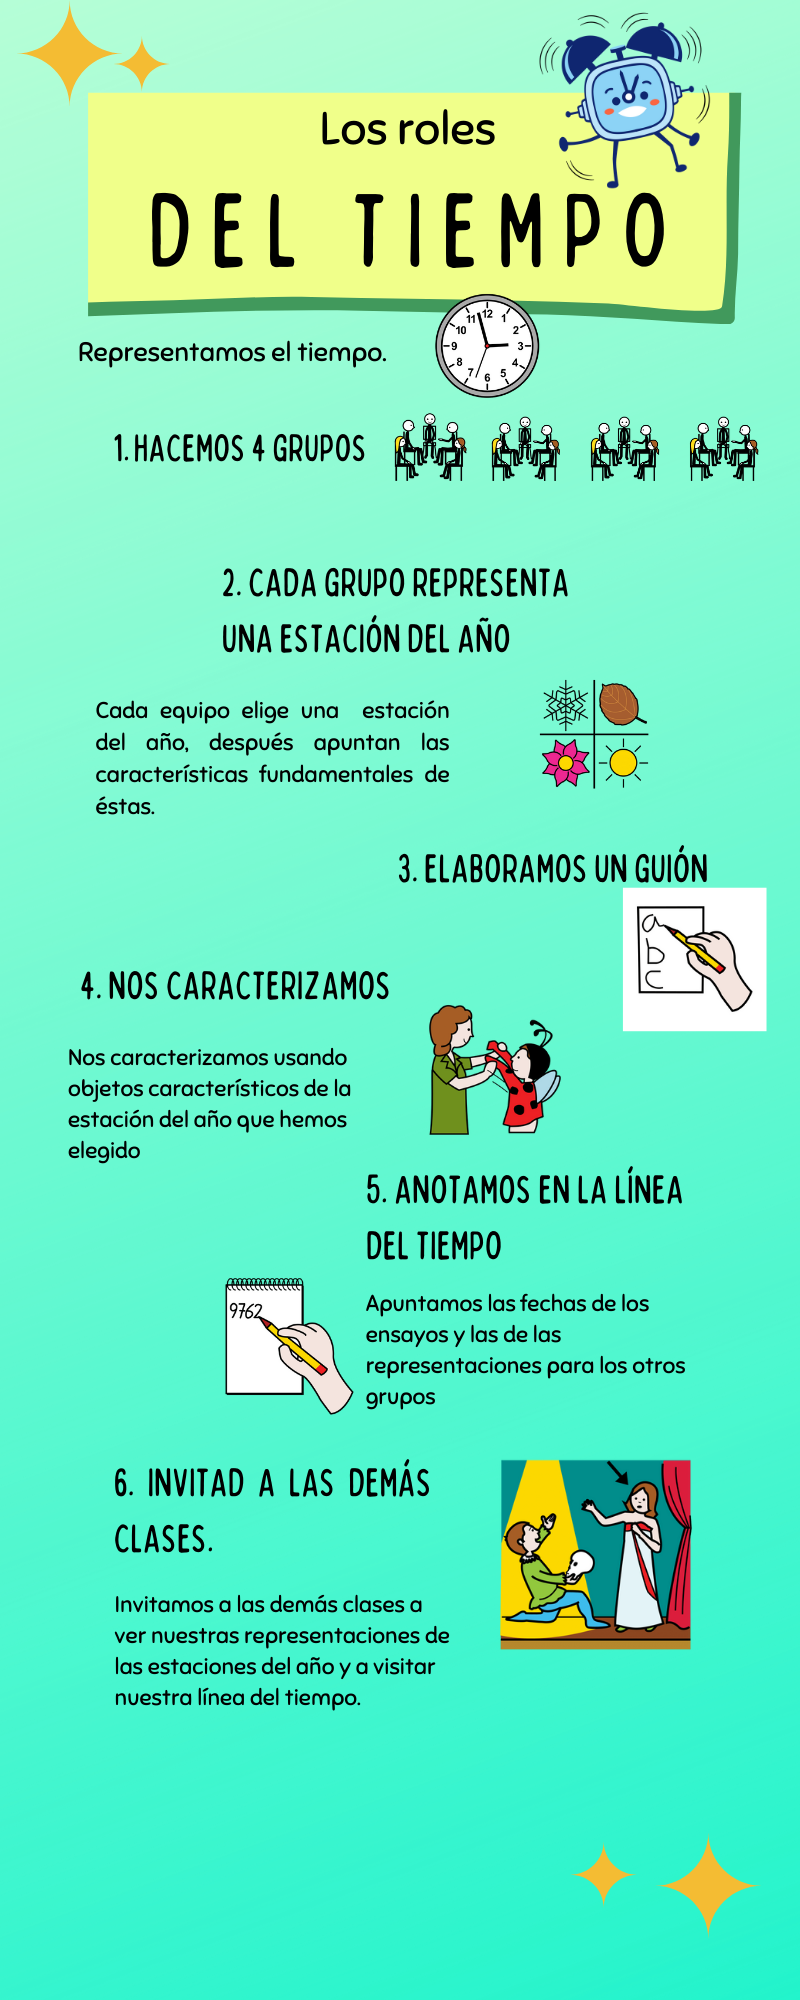 Los roles
DEL TIEMPO
Representamos el tiempo.
11 12 1
10 2
9 3
8 4
7 6 5
1. HACEMOS 4 GRUPOS
2. CADA GRUPO REPRESENTA
UNA ESTACIÓN DEL AÑO
Cada equipo elige una estación
del año, después apuntan las
características fundamentales de
éstas.
3. ELABORAMOS UN GUIÓN
a
b
c
4. NOS CARACTERIZAMOS
Nos caracterizamos usando
objetos característicos de la
estación del año que hemos
elegido
5. ANOTAMOS EN LA LÍNEA
DEL TIEMPO
9762
Apuntamos las fechas de los
ensayos y las de las
representaciones para los otros
grupos
6. INVITAD A LAS DEMÁS
CLASES.
Invitamos a las demás clases a
ver nuestras representaciones de
las estaciones del año y a visitar
nuestra línea del tiempo.